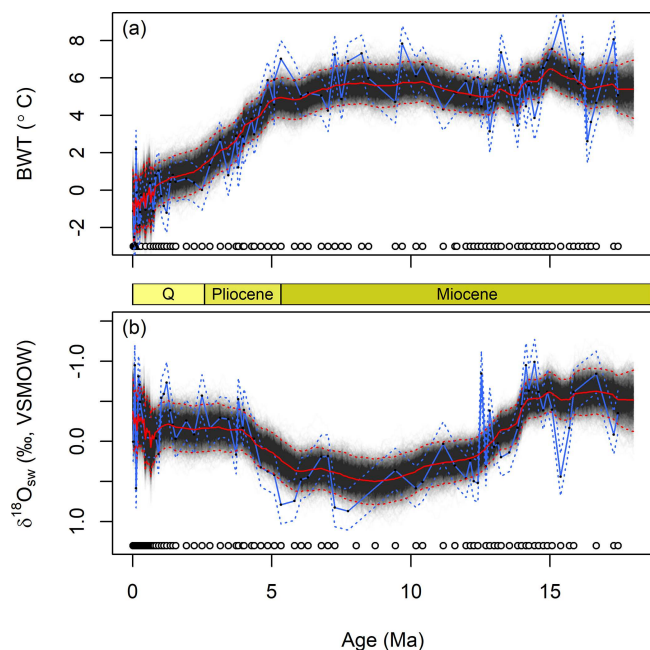 (a)
8
6
4
2
0
-2
BWT (° C)
Q Pliocene Miocene
(b)
-1.0
0.0
1.0
δ¹⁸Osw (‰, VSMOW)
0 5 10 15
Age (Ma)